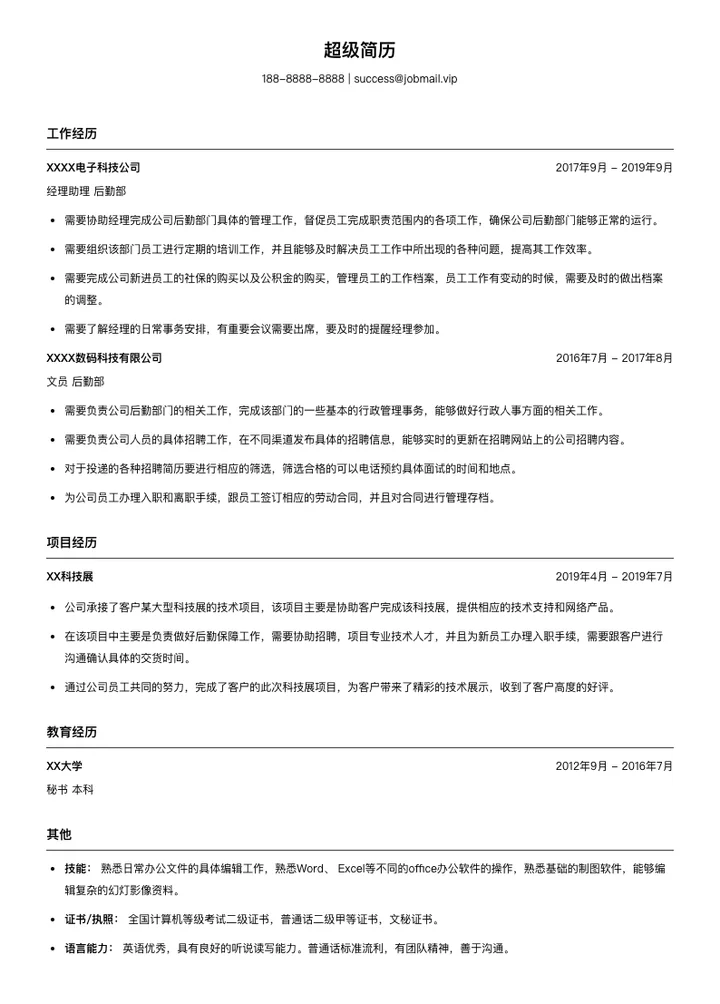 超级简历
188-8888-8888 | success@jobmail.vip
工作经历
XXXX电子科技公司 2017年9月 – 2019年9月
经理助理 后勤部
• 需要协助经理完成公司后勤部门具体的管理工作，督促员工完成职责范围内的各项工作，确保公司后勤部门能够正常的运行。
• 需要组织该部门员工进行定期的培训工作，并且能够及时解决员工工作中所出现的各种问题，提高其工作效率。
• 需要完成公司新进员工的社保的购买以及公积金的购买，管理员工的工作档案，员工工作有变动的时候，需要及时的做出档案
的调整。
• 需要了解经理的日常事务安排，有重要会议需要出席，要及时的提醒经理参加。
XXXX数码科技有限公司 2016年7月 – 2017年8月
文员 后勤部
• 需要负责公司后勤部门的相关工作，完成该部门的一些基本的行政管理事务，能够做好行政人事方面的相关工作。
• 需要负责公司人员的具体招聘工作，在不同渠道发布具体的招聘信息，能够实时的更新在招聘网站上的公司招聘内容。
• 对于投递的各种招聘简历要进行相应的筛选，筛选合格的可以电话预约具体面试的时间和地点。
• 为公司员工办理入职和离职手续，跟员工签订相应的劳动合同，并且对合同进行管理存档。
项目经历
XX科技展 2019年4月 – 2019年7月
• 公司承接了客户某大型科技展的技术项目，该项目主要是协助客户完成该科技展，提供相应的技术支持和网络产品。
• 在该项目中主要是负责做好后勤保障工作，需要协助招聘，项目专业技术人才，并且为新员工办理入职手续，需要跟客户进行
沟通确认具体的交货时间。
• 通过公司员工共同的努力，完成了客户的此次科技展项目，为客户带来了精彩的技术展示，收到了客户高度的好评。
教育经历
XX大学 2012年9月 – 2016年7月
秘书 本科
其他
• 技能： 熟悉日常办公文件的具体编辑工作，熟悉Word、 Excel等不同的office办公软件的操作，熟悉基础的制图软件，能够编
辑复杂的幻灯影像资料。
• 证书/执照： 全国计算机等级考试二级证书，普通话二级甲等证书，文秘证书。
• 语言能力： 英语优秀，具有良好的听说读写能力。普通话标准流利，有团队精神，善于沟通。